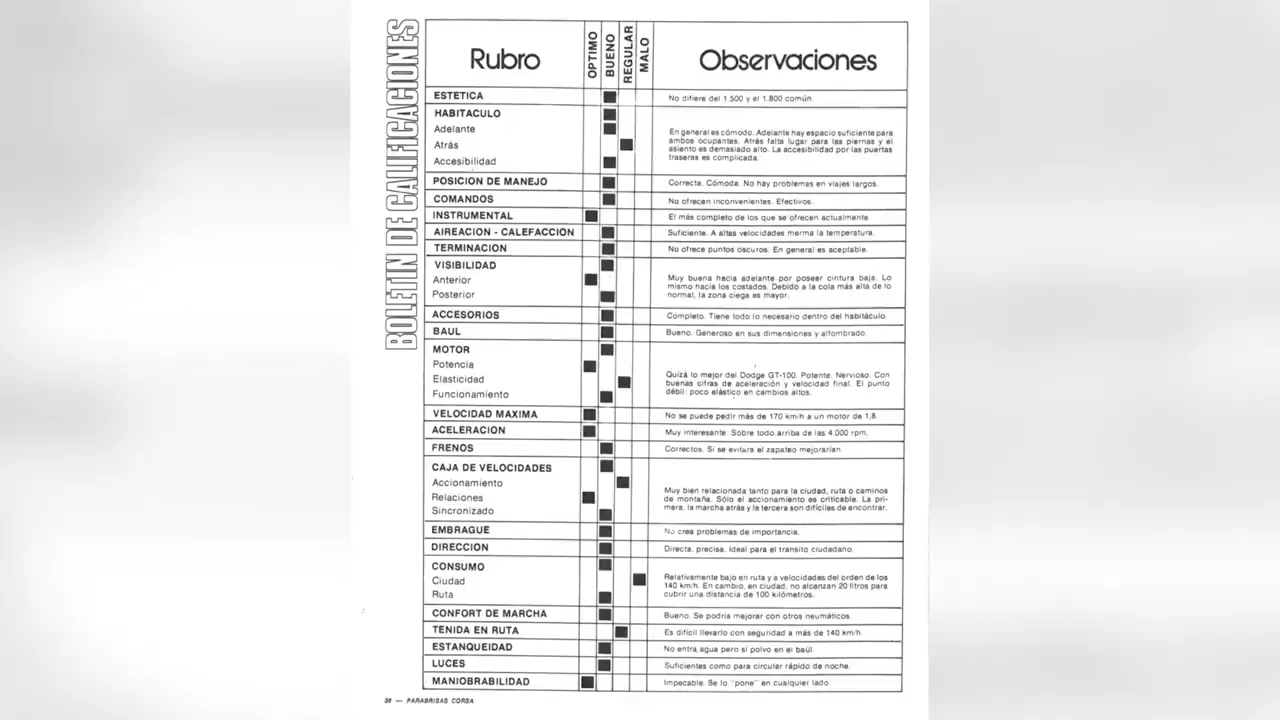 BOLETIN DE CALIFICACIONES
Rubro
OPTIMO
BUENO
REGULAR
MALO
Observaciones
ESTETICA
No difiere del 1.500 y el 1.800 común.
HABITACULO
Adelante
Atrás
Accesibilidad
En general es cómodo. Adelante hay espacio suficiente para
ambos ocupantes. Atrás falta lugar para las piernas y el
asiento es demasiado alto. La accesibilidad por las puertas
traseras es complicada.
POSICION DE MANEJO
Correcta. Cómoda. No hay problemas en viajes largos.
COMANDOS
No ofrecen inconvenientes. Efectivos.
INSTRUMENTAL
El más completo de los que se ofrecen actualmente.
AIREACION - CALEFACCION
Suficiente. A altas velocidades merma la temperatura.
TERMINACION
No ofrece puntos oscuros. En general es aceptable.
VISIBILIDAD
Anterior
Posterior
Muy buena hacia adelante por poseer cintura baja. Lo
mismo hacia los costados. Debido a la cola más alta de lo
normal, la zona ciega es mayor.
ACCESORIOS
Completo. Tiene todo lo necesario dentro del habitáculo.
BAUL
Bueno. Generoso en sus dimensiones y alfombrado.
MOTOR
Potencia
Elasticidad
Funcionamiento
Quizá lo mejor del Dodge GT-100. Potente. Nervioso. Con
buenas cifras de aceleración y velocidad final. El punto
débil: poco elástico en cambios altos.
VELOCIDAD MAXIMA
No se puede pedir más de 170 km/h a un motor de 1,8.
ACELERACION
Muy interesante. Sobre todo arriba de las 4.000 rpm.
FRENOS
Correctos. Si se evitara el zapateo mejorarían.
CAJA DE VELOCIDADES
Accionamiento
Relaciones
Sincronizado
Muy bien relacionada tanto para la ciudad, ruta o caminos
de montaña. Sólo el accionamiento es criticable. La pri-
mera, la marcha atrás y la tercera son difíciles de encontrar.
EMBRAGUE
No crea problemas de importancia.
DIRECCION
Directa, precisa. Ideal para el transito ciudadano.
CONSUMO
Ciudad
Ruta
Relativamente bajo en ruta y a velocidades del orden de los
140 km/h. En cambio, en ciudad, no alcanzan 20 litros para
cubrir una distancia de 100 kilómetros.
CONFORT DE MARCHA
Bueno. Se podría mejorar con otros neumáticos.
TENIDA EN RUTA
Es difícil llevarlo con seguridad a más de 140 km/h
ESTANQUEIDAD
No entra agua pero si polvo en el baúl.
LUCES
Suficientes como para circular rápido de noche.
MANIOBRABILIDAD
Impecable. Se lo "pone" en cualquier lado.
38 — PARABRISAS CORSA